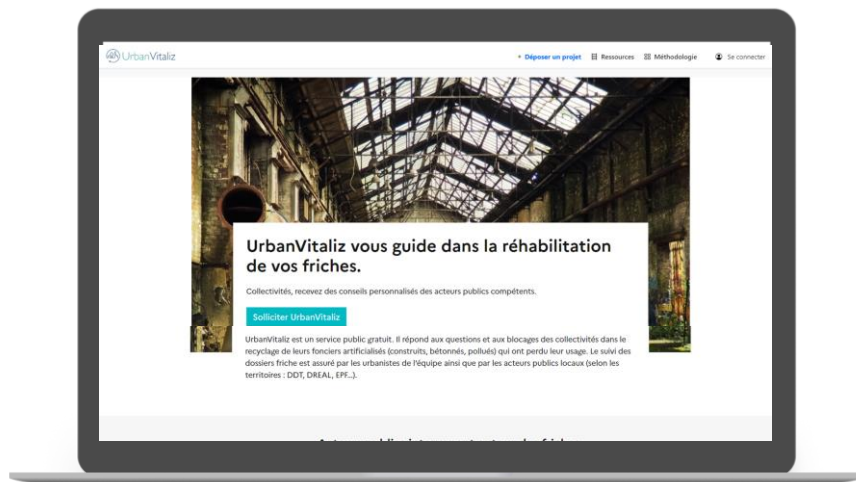 UrbanVitaliz
Déposer un projet Ressources Méthodologie Se connecter
UrbanVitaliz vous guide dans la réhabilitation
de vos friches.
Collectivités, recevez des conseils personnalisés des acteurs publics compétents.
Solliciter UrbanVitaliz
UrbanVitaliz est un service public gratuit. Il répond aux questions et aux blocages des collectivités dans le
recyclage de leurs fonciers artificialisés (construits, bétonnés, pollués) qui ont perdu leur usage. Le suivi des
dossiers friche est assuré par les urbanistes de l'équipe ainsi que par les acteurs publics locaux (selon les
territoires : DDT, DREAL, EPF...).